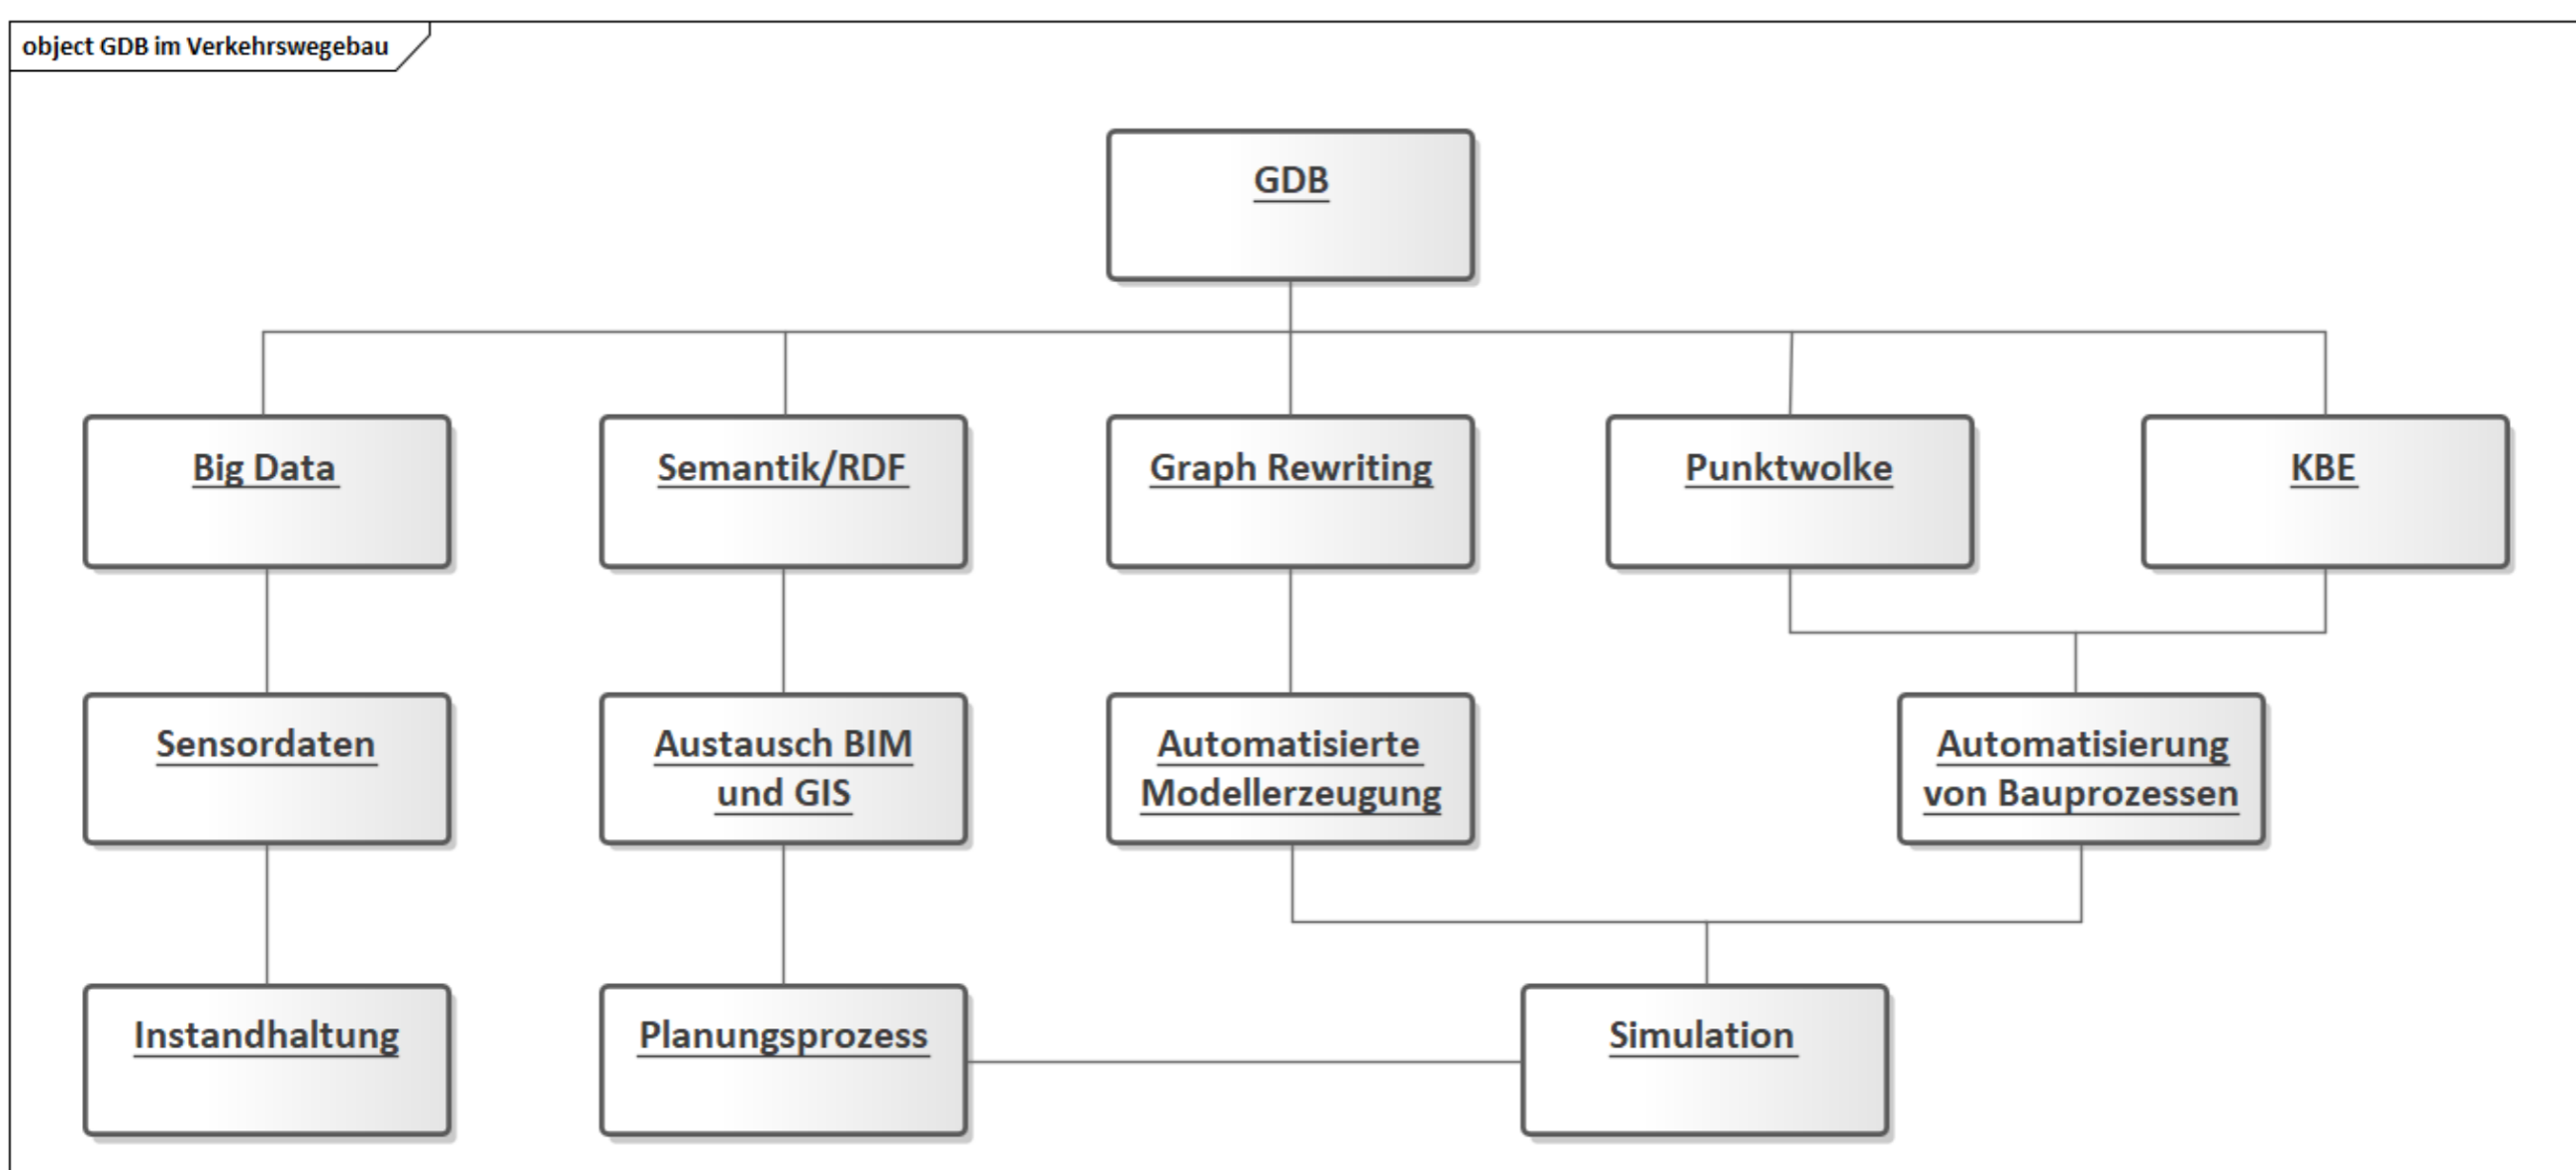 object GDB im Verkehrswegebau
GDB
Big Data
Semantik/RDF
Graph Rewriting
Punktwolke
KBE
Sensordaten
Austausch BIM
und GIS
Automatisierte
Modellerzeugung
Automatisierung
von Bauprozessen
Instandhaltung
Planungsprozess
Simulation